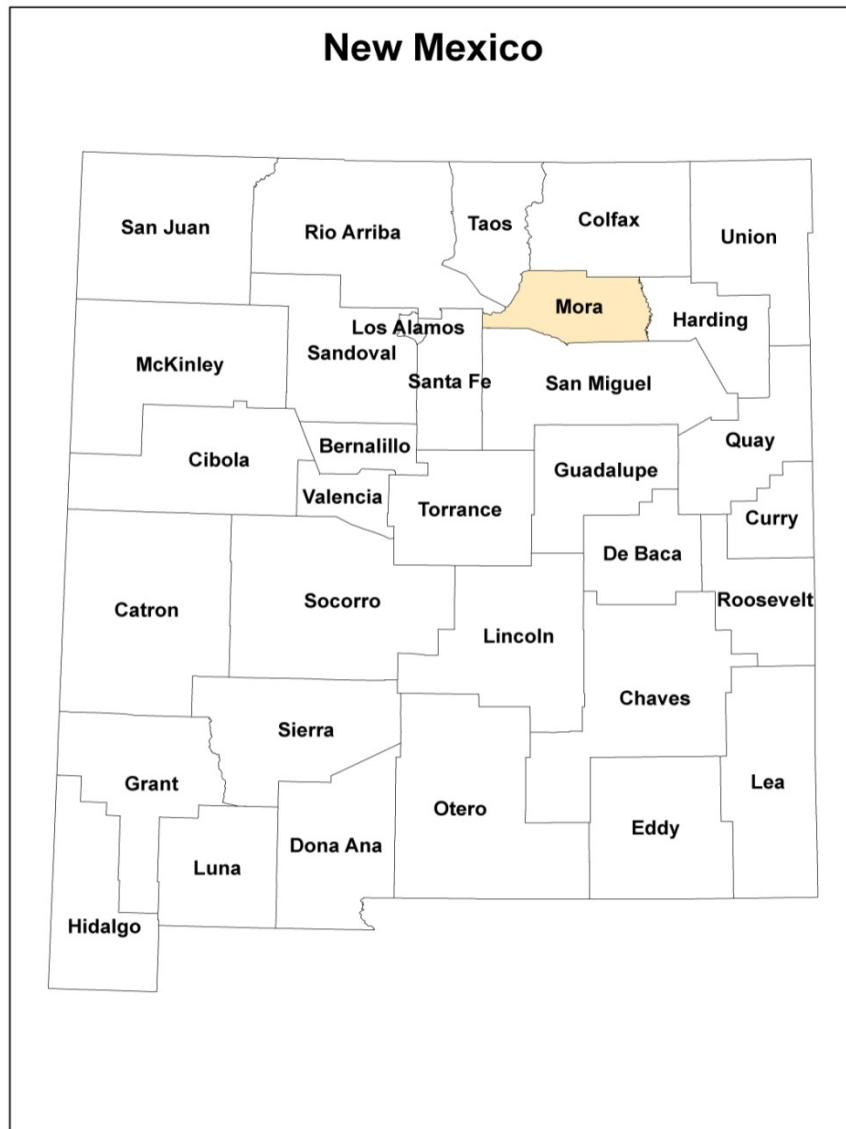 New Mexico
San Juan
Rio Arriba
Taos
Colfax
Union
Mora
Harding
Los Alamos
Sandoval
McKinley
Santa Fe
San Miguel
Bernalillo
Quay
Cibola
Guadalupe
Valencia
Torrance
Curry
De Baca
Roosevelt
Catron
Socorro
Lincoln
Chaves
Sierra
Grant
Otero
Lea
Eddy
Dona Ana
Luna
Hidalgo